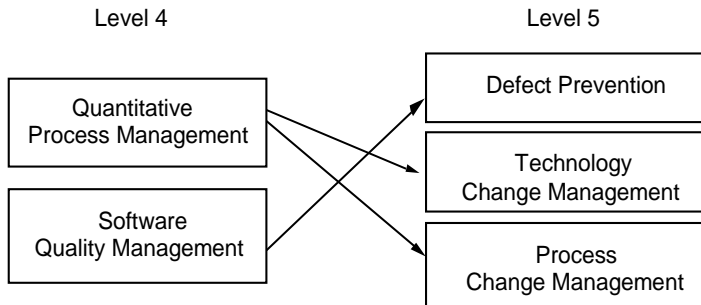 Level 4
Level 5
Quantitative
Process Management
Software
Quality Management
Defect Prevention
Technology
Change Management
Process
Change Management